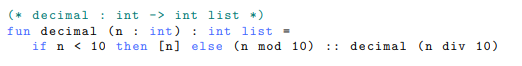 (* decimal : int -> int list *)
fun decimal (n : int) : int list =
if n < 10 then [n] else (n mod 10) :: decimal (n div 10)